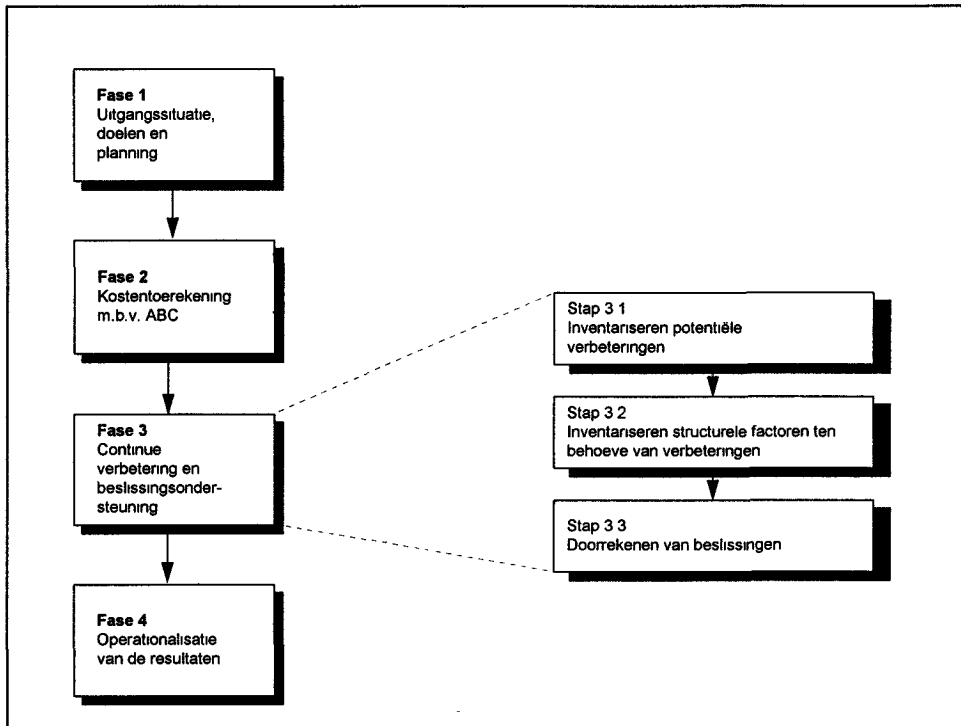 Fase 1
Uitgangssituatie,
doelen en
planning
Fase 2
Kostentoerekening
m.b.v. ABC
Fase 3
Continue
verbetering en
beslissingsonder-
steuning
Fase 4
Operationalisatie
van de resultaten
Stap 3 1
Inventariseren potentiële
verbeteringen
Stap 3 2
Inventariseren structurele factoren ten
behoeve van verbeteringen
Stap 3 3
Doorrekenen van beslissingen